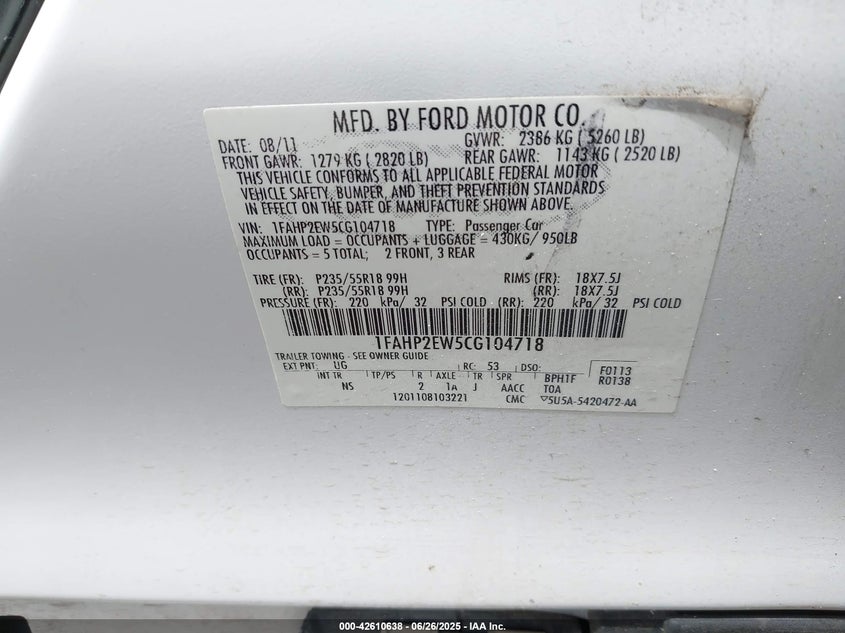 MFD. BY FORD MOTOR CO.
DATE: 08/11 GVWR: 2386 KG ( 5260 LB)
FRONT GAWR: 1279 KG ( 2820 LB) REAR GAWR: 1143 KG ( 2520 LB)
THIS VEHICLE CONFORMS TO ALL APPLICABLE FEDERAL MOTOR
VEHICLE SAFETY, BUMPER, AND THEFT PREVENTION STANDARDS
IN EFFECT ON THE DATE OF MANUFACTURE SHOWN ABOVE.
VIN: 1FAHP2EW5CG104718 TYPE: Passenger Car
MAXIMUM LOAD = OCCUPANTS + LUGGAGE = 430KG/ 950LB
OCCUPANTS = 5 TOTAL; 2 FRONT, 3 REAR
TIRE (FR): P235/55R18 99H RIMS (FR): 18X7.5J
(RR): P235/55R18 99H (RR): 18X7.5J
PRESSURE (FR): 220 kPa/ 32 PSI COLD (RR): 220 kPa/ 32 PSI COLD
1FAHP2EW5CG104718
TRAILER TOWING - SEE OWNER GUIDE
EXT PNT: UG RC: 53 DSO: F0113
INT TR TP/PS R AXLE TR SPR BPH1F R0138
NS 2 1A J AACC TOA
1201108103221 CMC ▽5U5A-5420472-AA
000-42610638 - 06/26/2025 - IAA Inc.